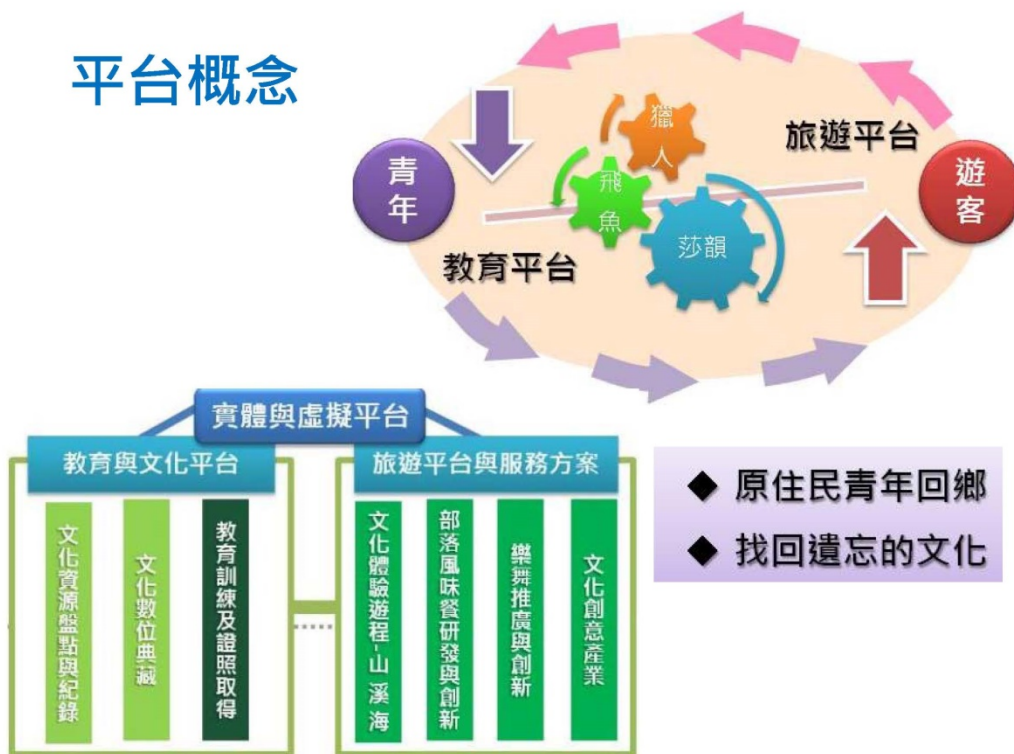 平台概念
獵人
旅遊平台
青年
飛魚
遊客
莎韻
教育平台
實體與虛擬平台
教育與文化平台
旅遊平台與服務方案
文化資源盤點與紀錄
文化數位典藏
教育訓練及證照取得
文化體驗遊程-山 溪 海
部落風味餐研發與創新
樂舞推廣與創新
文化創意產業
◆ 原住民青年回鄉
◆ 找回遺忘的文化